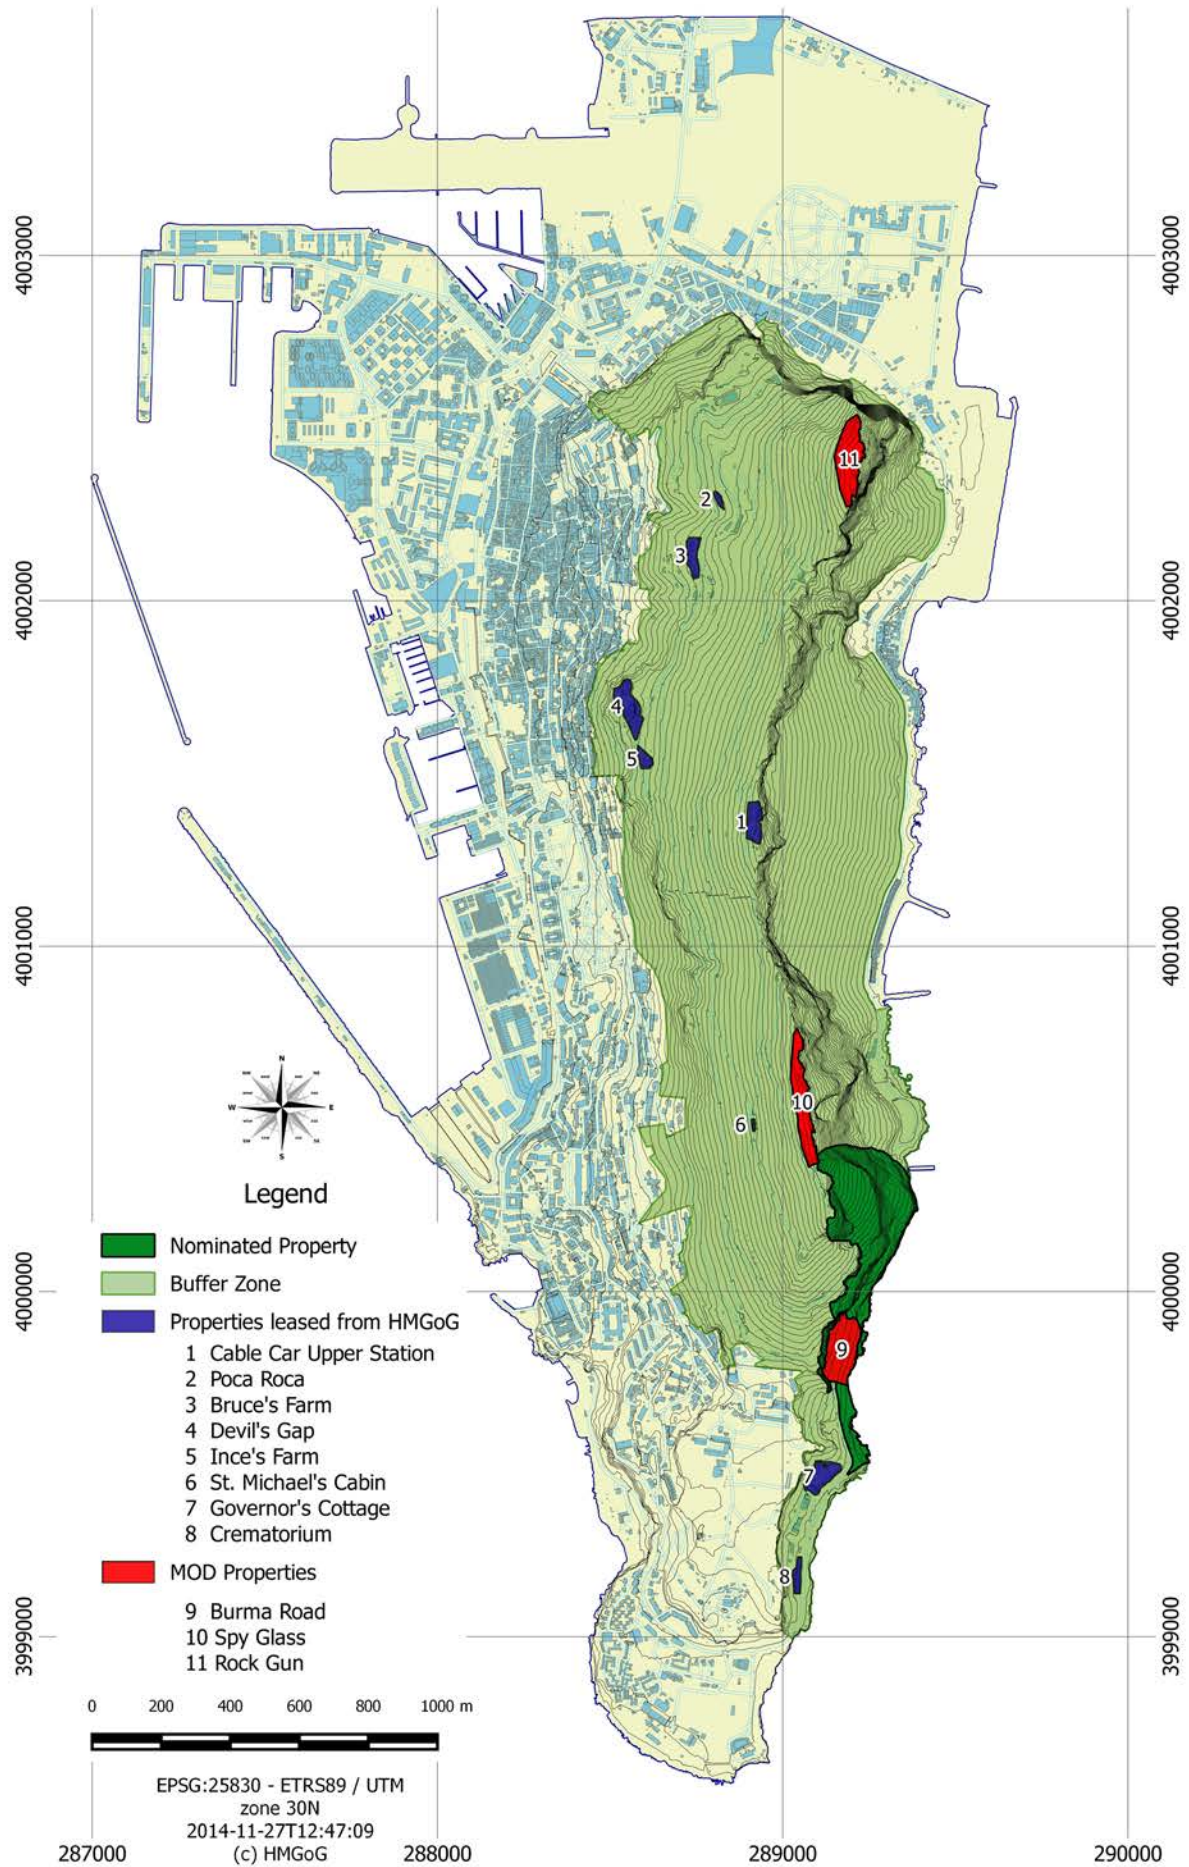 4003000
4003000
11
2
3
4002000
4002000
4
5
1
4001000
4001000
10
6
N
W
E
S
Legend
Nominated Property
Buffer Zone
Properties leased from HMGoG
1 Cable Car Upper Station
2 Poca Roca
3 Bruce's Farm
4 Devil's Gap
5 Ince's Farm
6 St. Michael's Cabin
7 Governor's Cottage
8 Crematorium
MOD Properties
9 Burma Road
10 Spy Glass
11 Rock Gun
4000000
4000000
9
7
8
3999000
3999000
0 200 400 600 800 1000 m
EPSG:25830 - ETRS89 / UTM
zone 30N
2014-11-27T12:47:09
(c) HMGoG
287000 288000 289000 290000